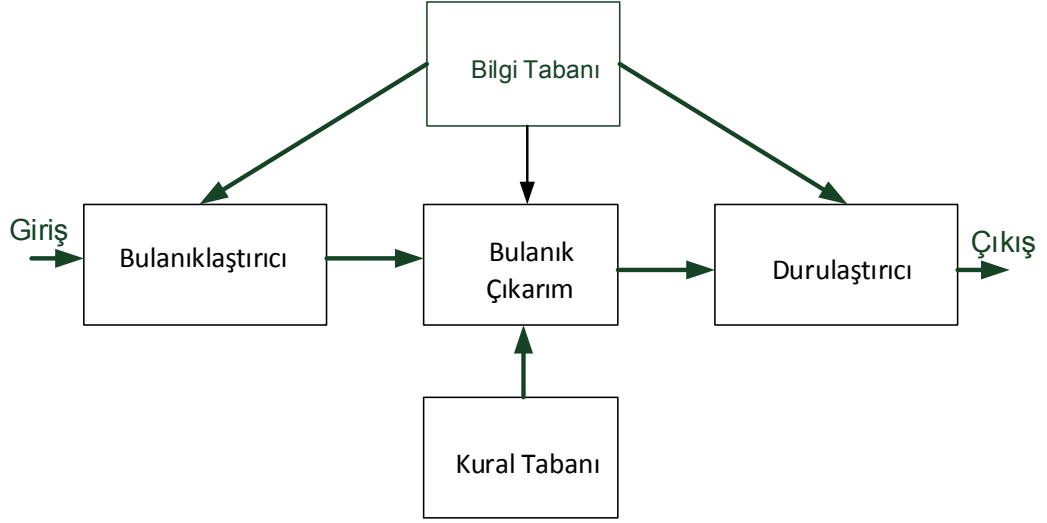 Bilgi Tabanı
Giriş
Bulanıklaştırıcı
Bulanık
Çıkarım
Durulaştırıcı
Çıkış
Kural Tabanı